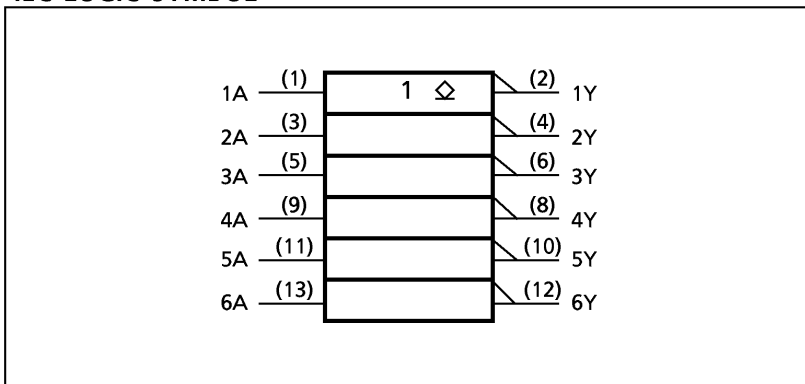 1A (1) 1 ◇ (2) 1Y
2A (3) (4) 2Y
3A (5) (6) 3Y
4A (9) (8) 4Y
5A (11) (10) 5Y
6A (13) (12) 6Y